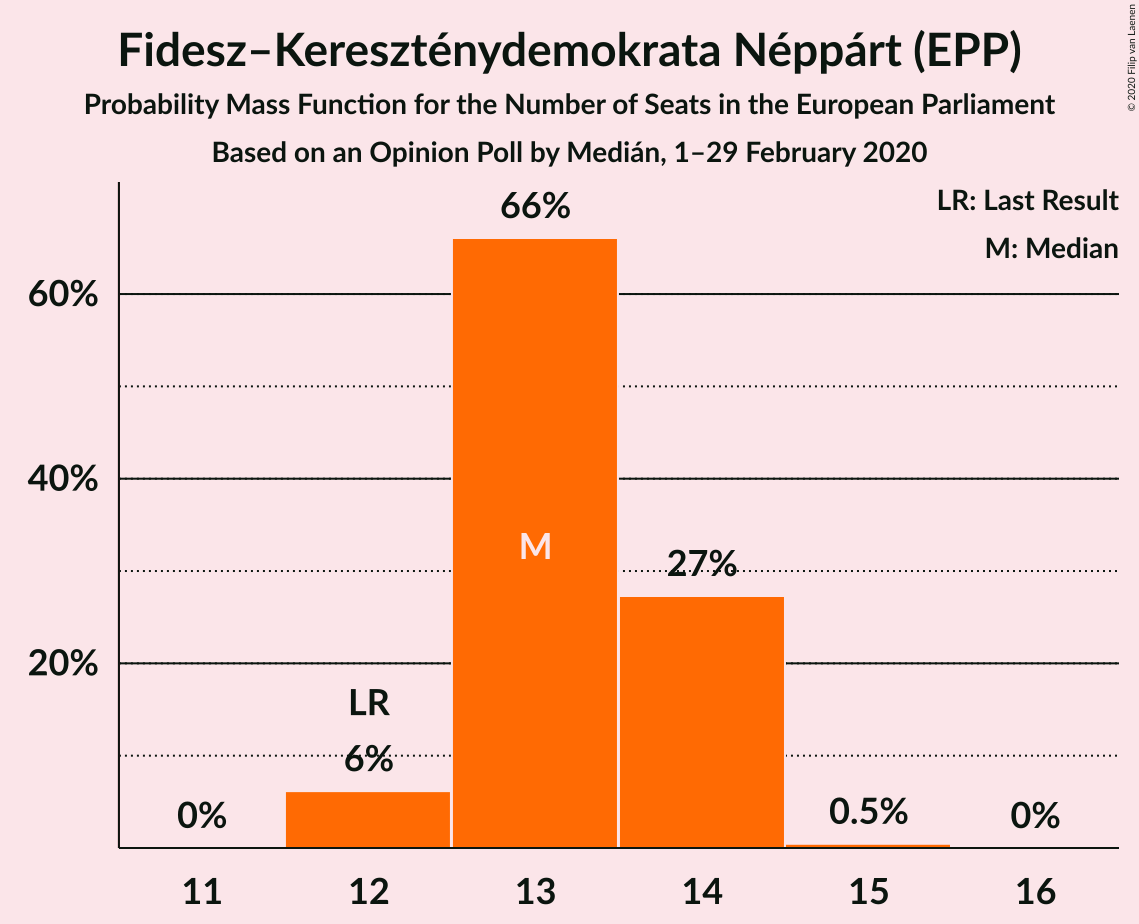 Fidesz–Kereszténydemokrata Néppárt (EPP)
Probability Mass Function for the Number of Seats in the European Parliament
Based on an Opinion Poll by Medián, 1–29 February 2020
© 2020 Filip van Laenen
LR: Last Result
M: Median
66%
60%
40%
M
27%
20%
LR
6%
0%
0.5%
0%
11 12 13 14 15 16